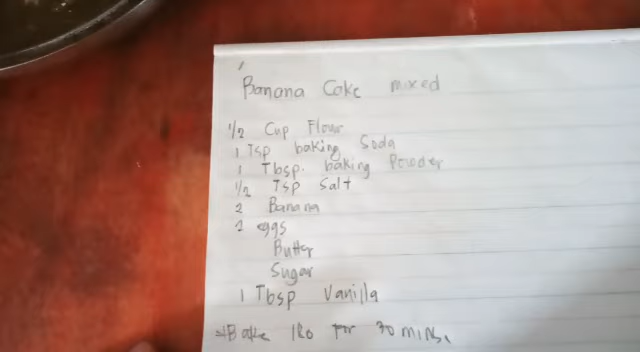 Banana Cake mixed
1/2 Cup Flour
1 Tsp baking Soda
1 Tbsp. baking Powder
1/2 Tsp Salt
2 Banana
2 eggs
Butter
Sugar
1 Tbsp Vanilla
Bake for 30 mins.